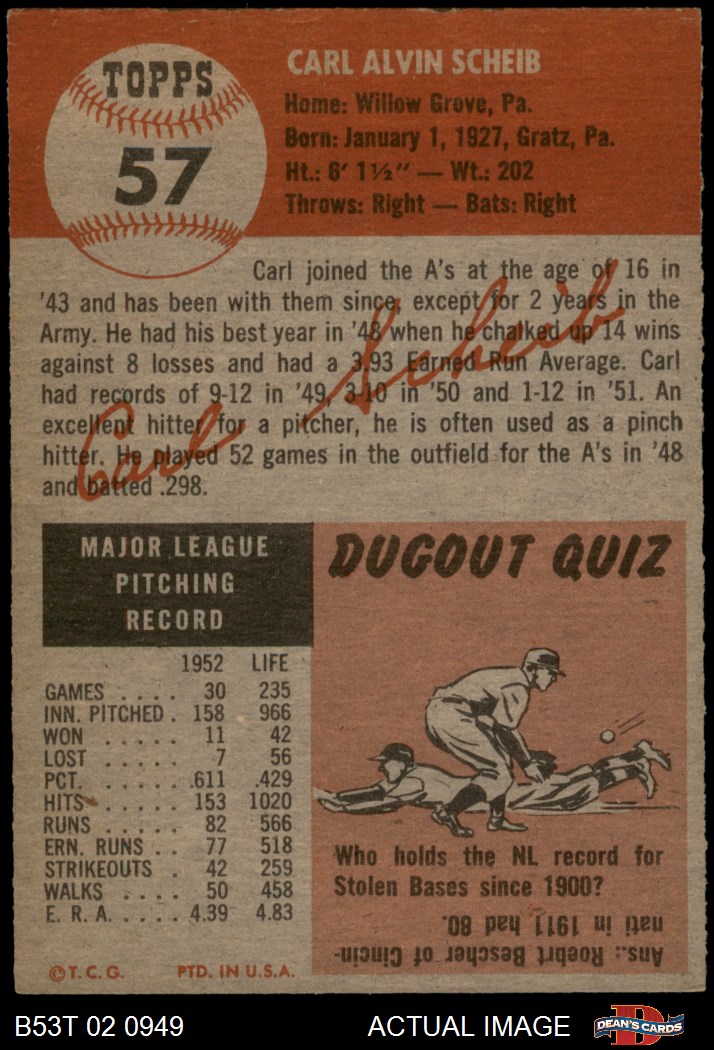 TOPPS
57
CARL ALVIN SCHEIB
Home: Willow Grove, Pa.
Born: January 1, 1927, Gratz, Pa.
Ht.: 6' 1½" — Wt.: 202
Throws: Right — Bats: Right
Carl joined the A's at the age of 16 in
'43 and has been with them since, except for 2 years in the
Army. He had his best year in '48 when he chalked up 14 wins
against 8 losses and had a 3.93 Earned Run Average. Carl
had records of 9-12 in '49, 3-10 in '50 and 1-12 in '51. An
excellent hitter for a pitcher, he is often used as a pinch
hitter. He played 52 games in the outfield for the A's in '48
and batted .298.
Carl Scheib
MAJOR LEAGUE
PITCHING
RECORD
1952 LIFE
GAMES . . . . 30 235
INN. PITCHED . 158 966
WON . . . . . 11 42
LOST . . . . . 7 56
PCT. . . . . . .611 .429
HITS . . . . . 153 1020
RUNS . . . . . 82 566
ERN. RUNS . . 77 518
STRIKEOUTS . 42 259
WALKS . . . . 50 458
E. R. A. . . . . 4.39 4.83
© T. C. G. PTD. IN U.S.A.
DUGOUT QUIZ
Who holds the NL record for
Stolen Bases since 1900?
Ans.: Roebrt Bescher of Cincin-
nati in 1911 had 80.
B53T 02 0949
ACTUAL IMAGE
D
DEAN'S CARDS